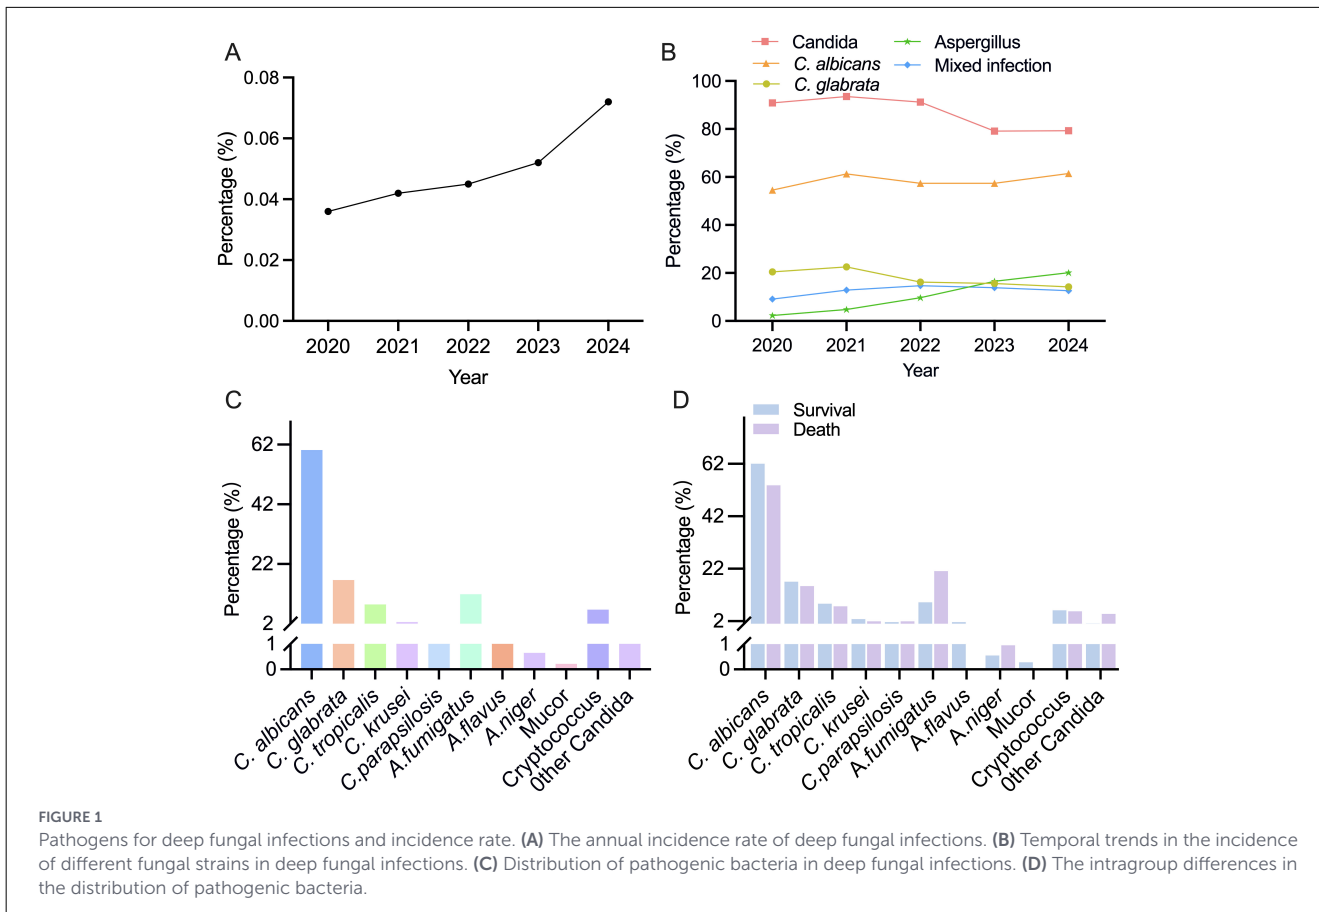 A
0.08
0.06
0.04
0.02
0.00
Percentage (%)
2020 2021 2022 2023 2024
Year
B
Candida
C. albicans
C. glabrata
Aspergillus
Mixed infection
100
80
60
40
20
0
Percentage (%)
2020 2021 2022 2023 2024
Year
C
62
42
22
2
1
0
Percentage (%)
C. albicans
C. glabrata
C. tropicalis
C. krusei
C.parapsilosis
A.fumigatus
A.flavus
A.niger
Mucor
Cryptococcus
0ther Candida
D
Survival
Death
62
42
22
2
1
0
Percentage (%)
C. albicans
C. glabrata
C. tropicalis
C. krusei
C.parapsilosis
A.fumigatus
A.flavus
A.niger
Mucor
Cryptococcus
0ther Candida
FIGURE 1
Pathogens for deep fungal infections and incidence rate. (A) The annual incidence rate of deep fungal infections. (B) Temporal trends in the incidence
of different fungal strains in deep fungal infections. (C) Distribution of pathogenic bacteria in deep fungal infections. (D) The intragroup differences in
the distribution of pathogenic bacteria.